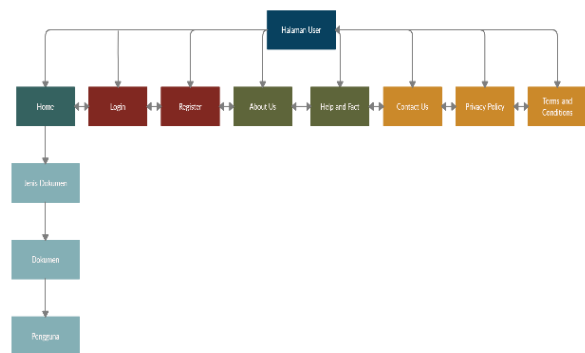 Halaman User
Home
Login
Register
About Us
Help and Fact
Contact Us
Privacy Policy
Terms and
Conditions
Jenis Dokumen
Dokumen
Pengguna